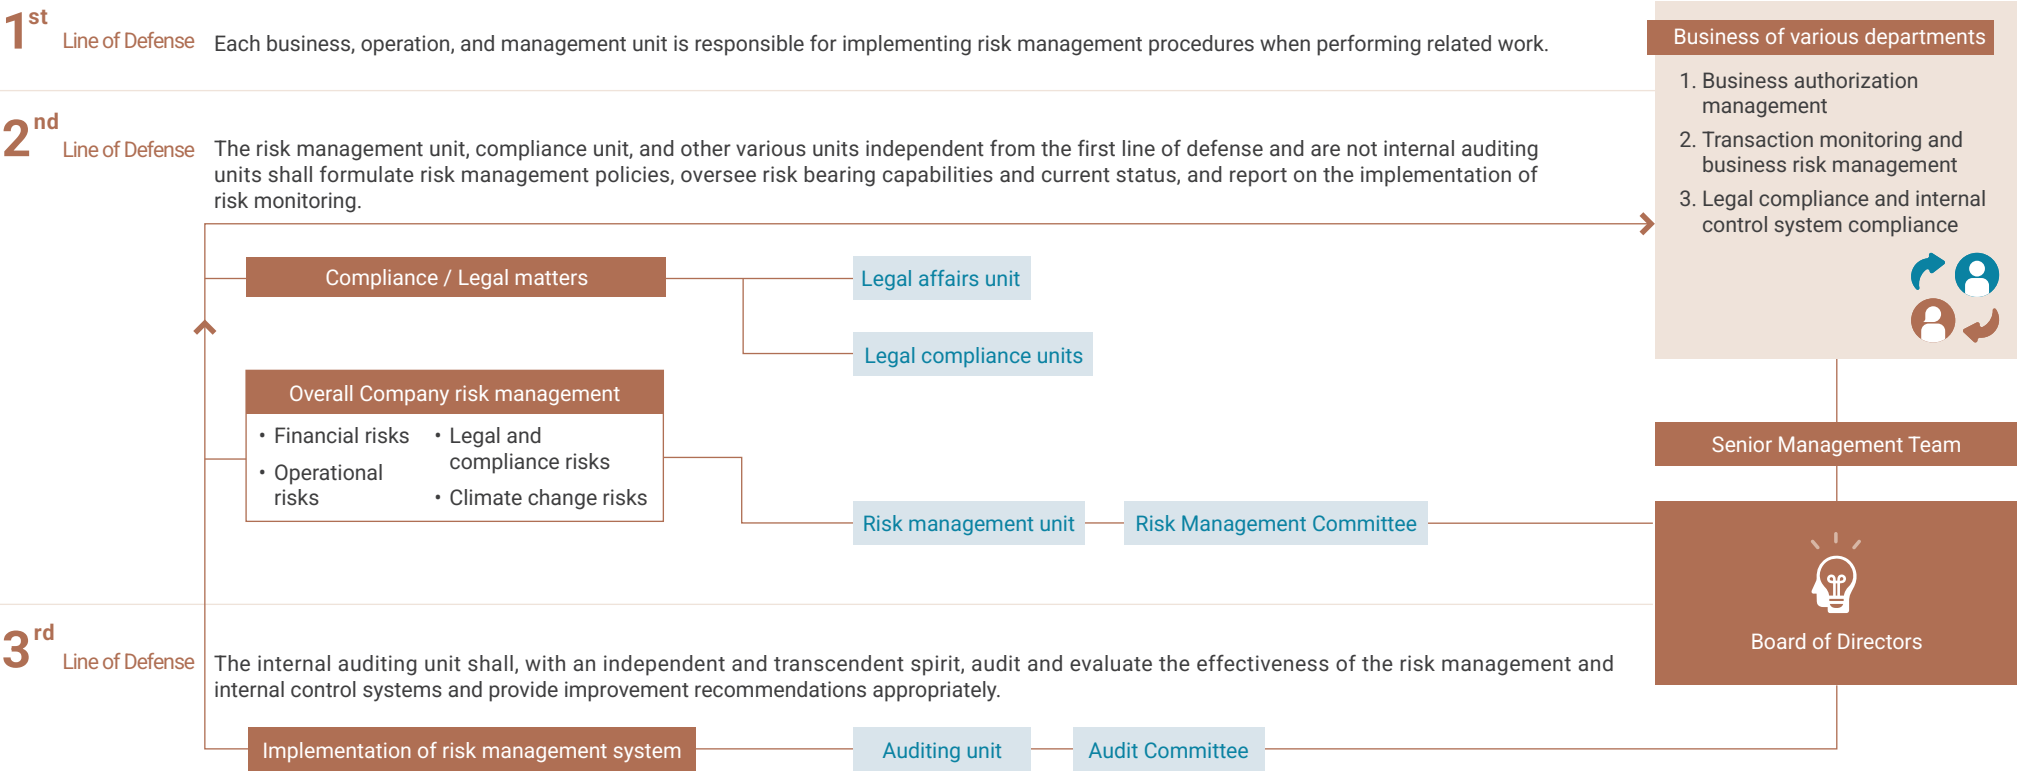 1st
Line of Defense
Each business, operation, and management unit is responsible for implementing risk management procedures when performing related work.
2nd
Line of Defense
The risk management unit, compliance unit, and other various units independent from the first line of defense and are not internal auditing
units shall formulate risk management policies, oversee risk bearing capabilities and current status, and report on the implementation of
risk monitoring.
Compliance / Legal matters
Legal affairs unit
Legal compliance units
Overall Company risk management
• Financial risks
• Operational
risks
• Legal and
compliance risks
• Climate change risks
Risk management unit
Risk Management Committee
3rd
Line of Defense
The internal auditing unit shall, with an independent and transcendent spirit, audit and evaluate the effectiveness of the risk management and
internal control systems and provide improvement recommendations appropriately.
Implementation of risk management system
Auditing unit
Audit Committee
Business of various departments
1. Business authorization
management
2. Transaction monitoring and
business risk management
3. Legal compliance and internal
control system compliance
Senior Management Team
Board of Directors